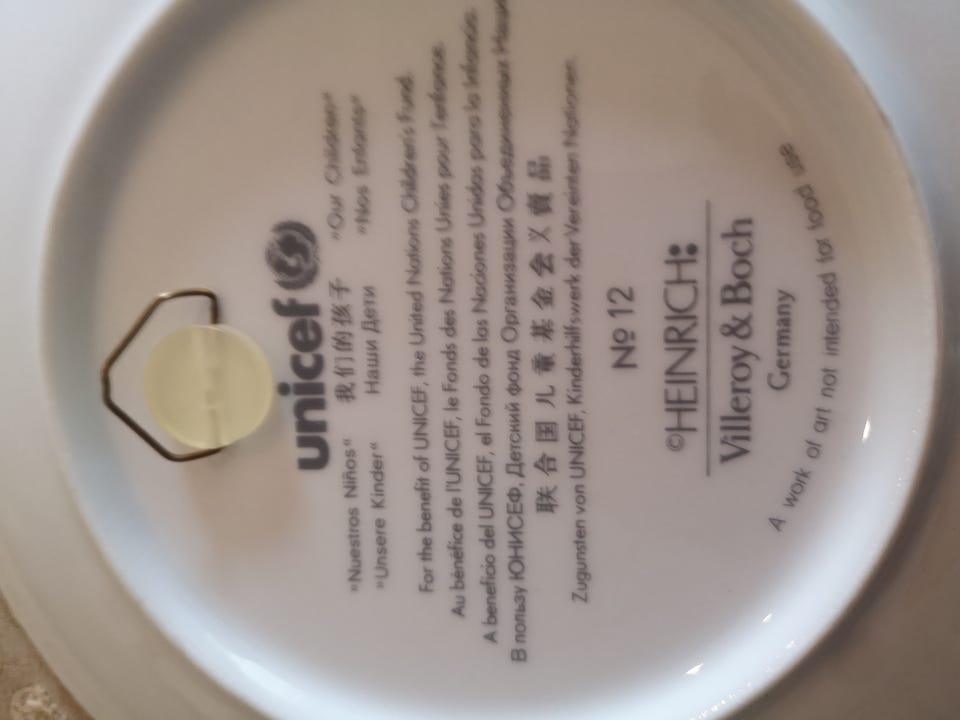 unicef
»Nuestros Niños“ 我们的孩子 »Our Children“
»Unsere Kinder“ Наши Дети »Nos Enfants“
For the benefit of UNICEF, the United Nations Children's Fund.
Au bénéfice de l'UNICEF, le Fonds des Nations Unies pour l'enfance.
A beneficio del UNICEF, el Fondo de las Naciones Unidas para la Infancia.
В пользу ЮНИСЕФ, Детский фонд Организации Объединенных
联合国儿童基金会义賣品
Zugunsten von UNICEF, Kinderhilfswerk der Vereinten Nationen.
№ 12
©HEINRICH
Villeroy & Boch
Germany
A work of art not intended for food use